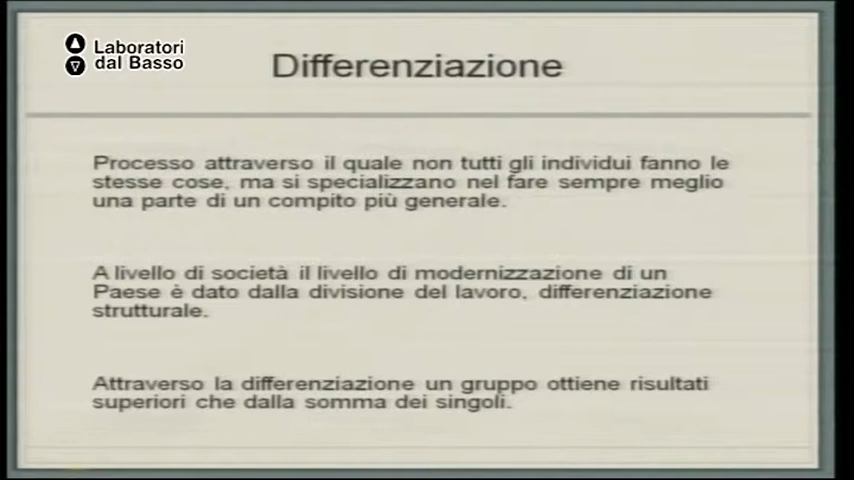 Laboratori
dal Basso
Differenziazione
Processo attraverso il quale non tutti gli individui fanno le
stesse cose, ma si specializzano nel fare sempre meglio
una parte di un compito più generale.
A livello di società il livello di modernizzazione di un
Paese è dato dalla divisione del lavoro, differenziazione
strutturale.
Attraverso la differenziazione un gruppo ottiene risultati
superiori che dalla somma dei singoli.